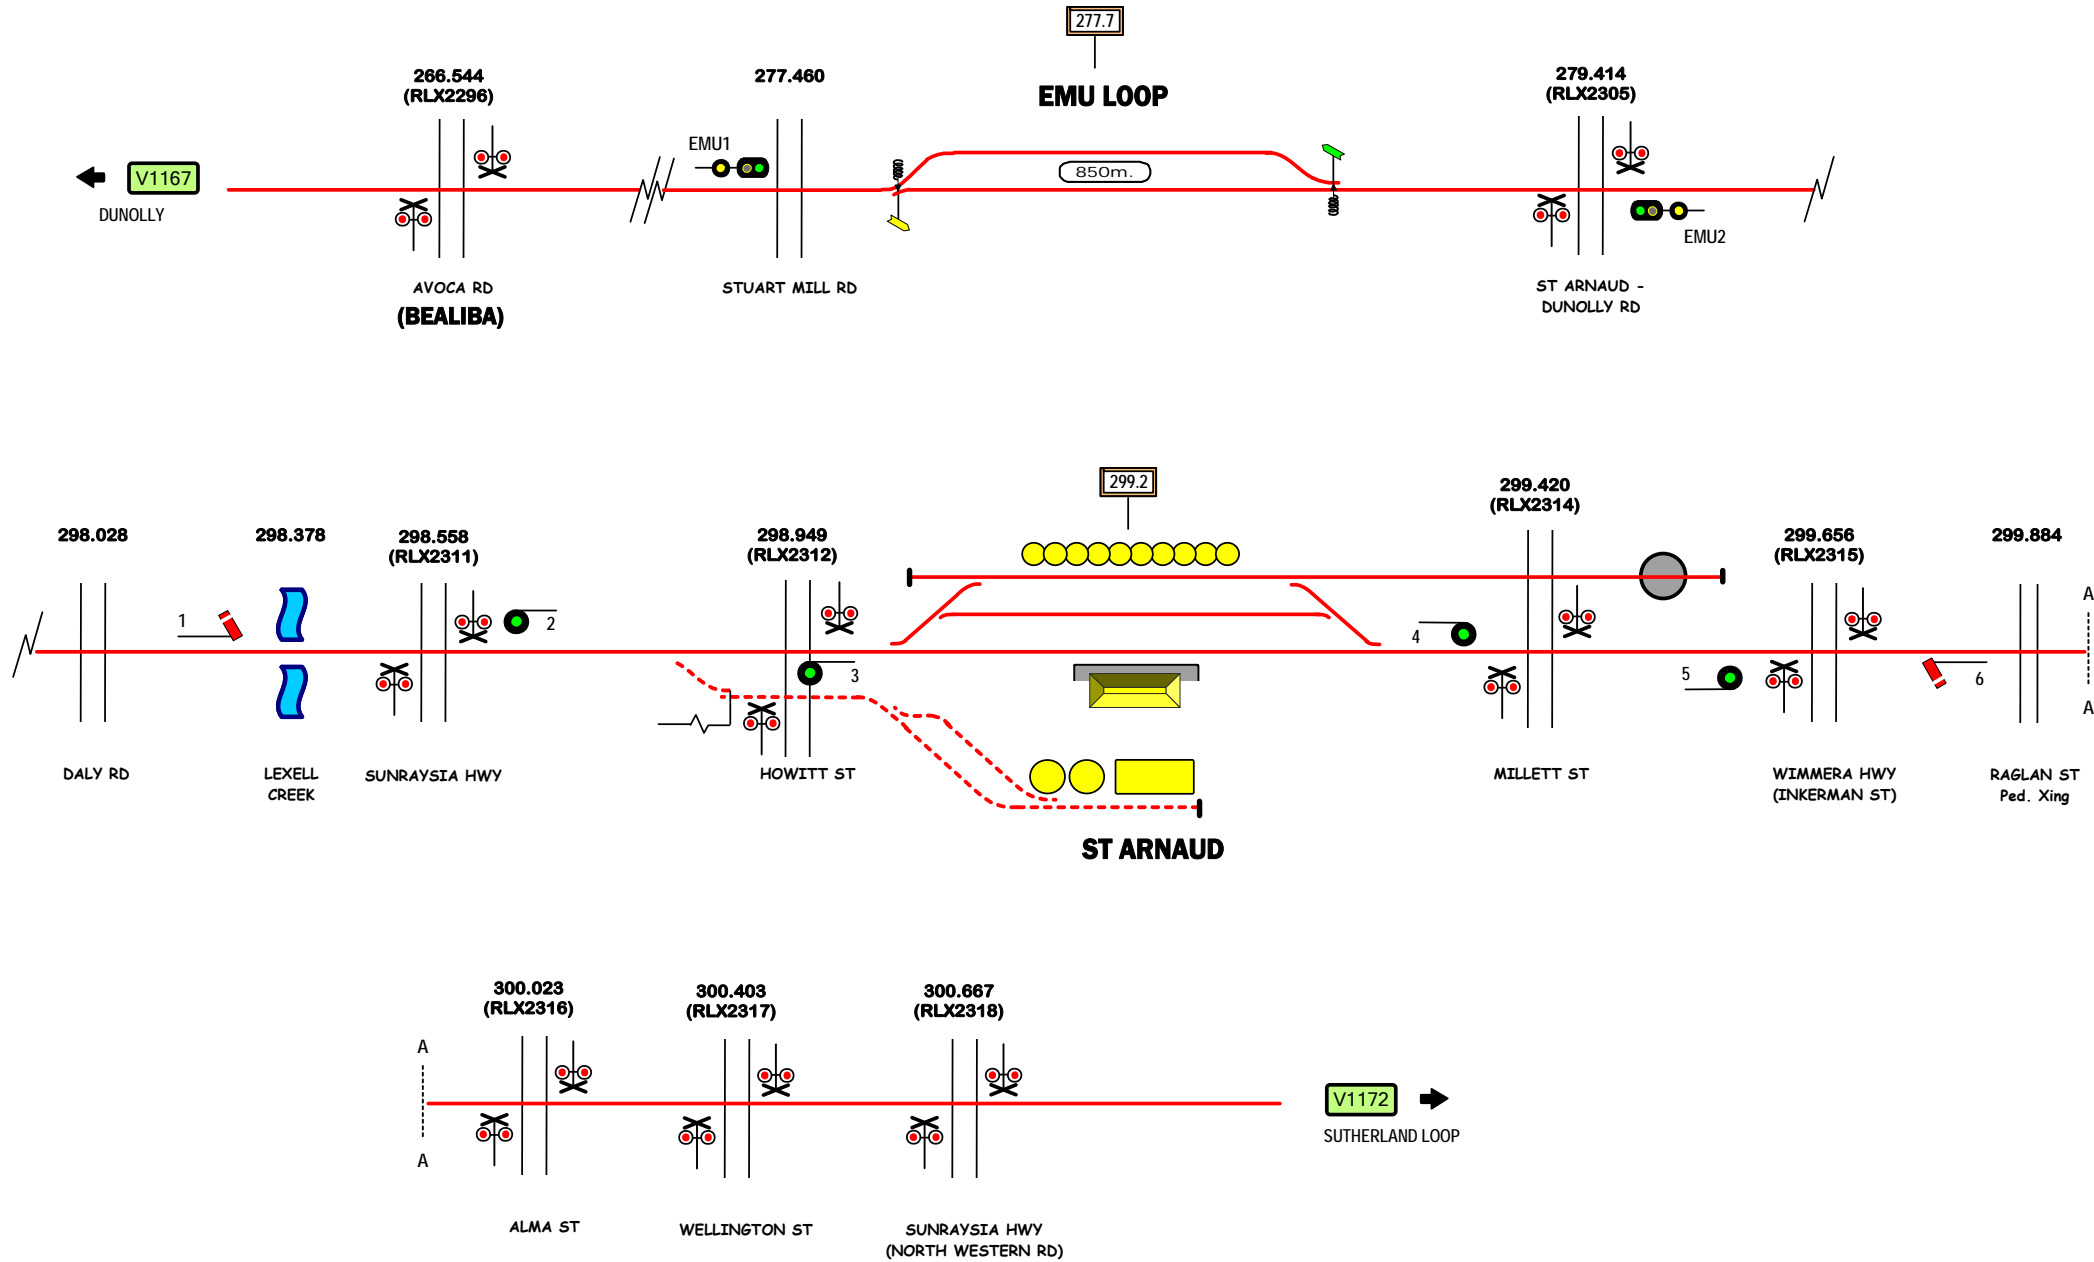 277.7
266.544
(RLX2296)
277.460
EMU LOOP
279.414
(RLX2305)
EMU1
V1167
850m.
DUNOLLY
EMU2
AVOCA RD
(BEALIBA)
STUART MILL RD
ST ARNAUD -
DUNOLLY RD
299.2
298.028
298.378
298.558
(RLX2311)
298.949
(RLX2312)
299.420
(RLX2314)
299.656
(RLX2315)
299.884
1
2
3
4
5
6
A
A
DALY RD
LEXELL
CREEK
SUNRAYSIA HWY
HOWITT ST
MILLETT ST
WIMMERA HWY
(INKERMAN ST)
RAGLAN ST
Ped. Xing
ST ARNAUD
300.023
(RLX2316)
300.403
(RLX2317)
300.667
(RLX2318)
A
A
V1172
SUTHERLAND LOOP
ALMA ST
WELLINGTON ST
SUNRAYSIA HWY
(NORTH WESTERN RD)